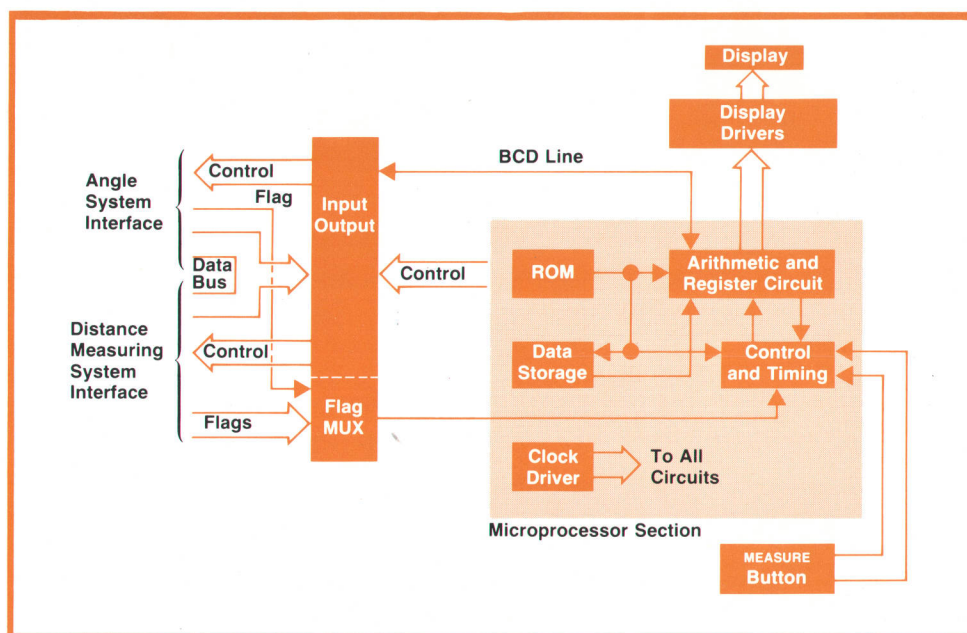 Display
Display
Drivers
BCD Line
Angle
System
Interface
Control
Flag
Input
Output
Data
Bus
Control
ROM
Arithmetic and
Register Circuit
Distance
Measuring
System
Interface
Control
Data
Storage
Control
and Timing
Flags
Flag
MUX
Clock
Driver
To All
Circuits
Microprocessor Section
MEASURE
Button